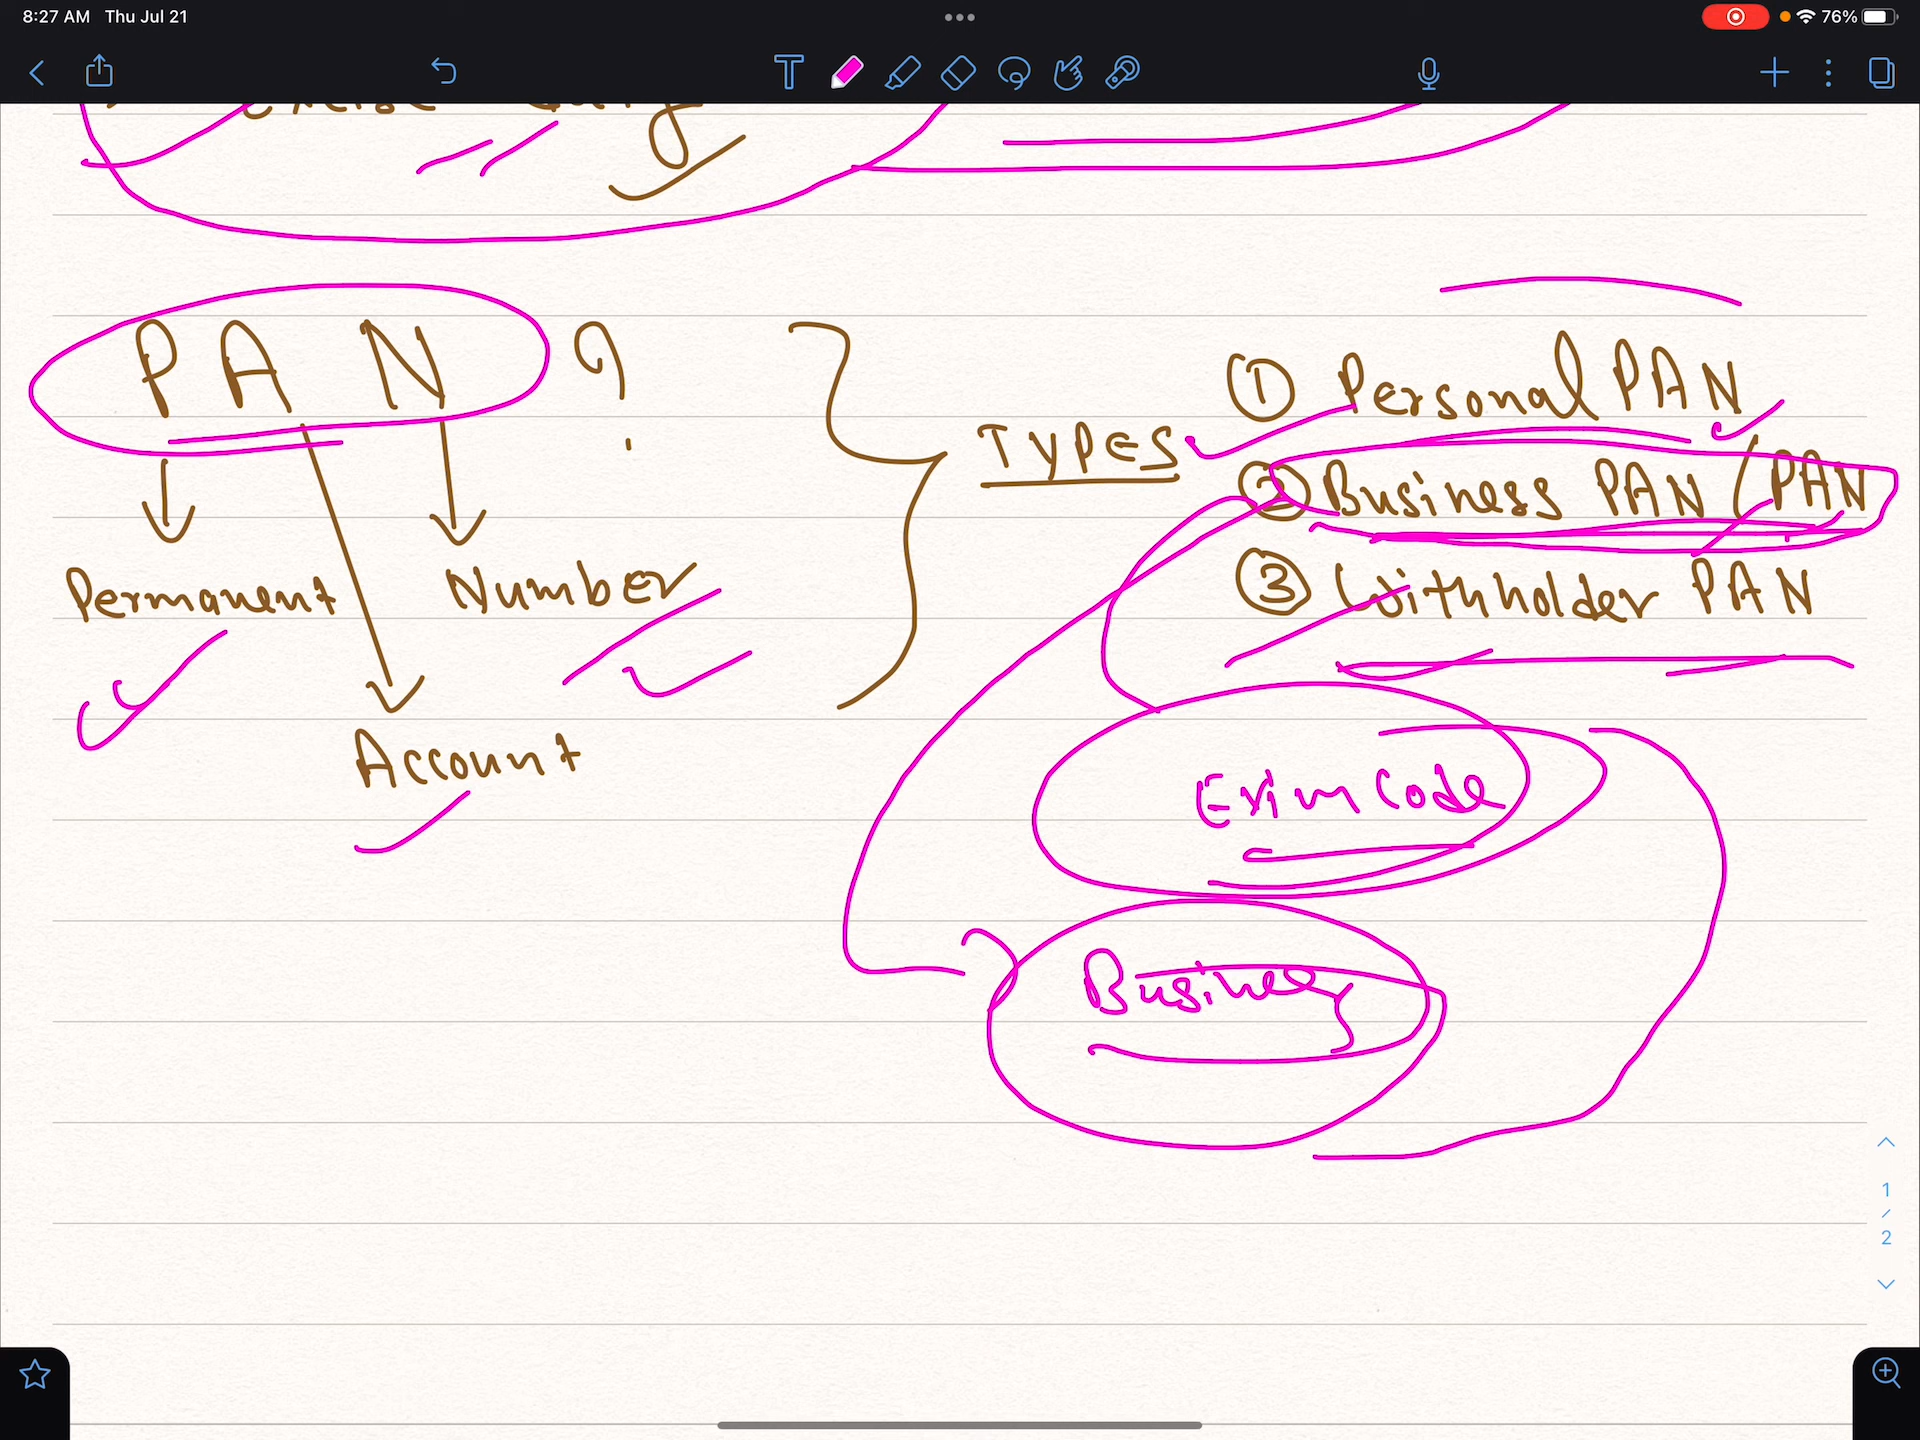 8:27 AM Thu Jul 21
76%
PAN ?
Permanent
Number
Account
TYPES
① Personal PAN
② Business PAN / PAN
③ Withholder PAN
Exim Code
Business
1
/
2